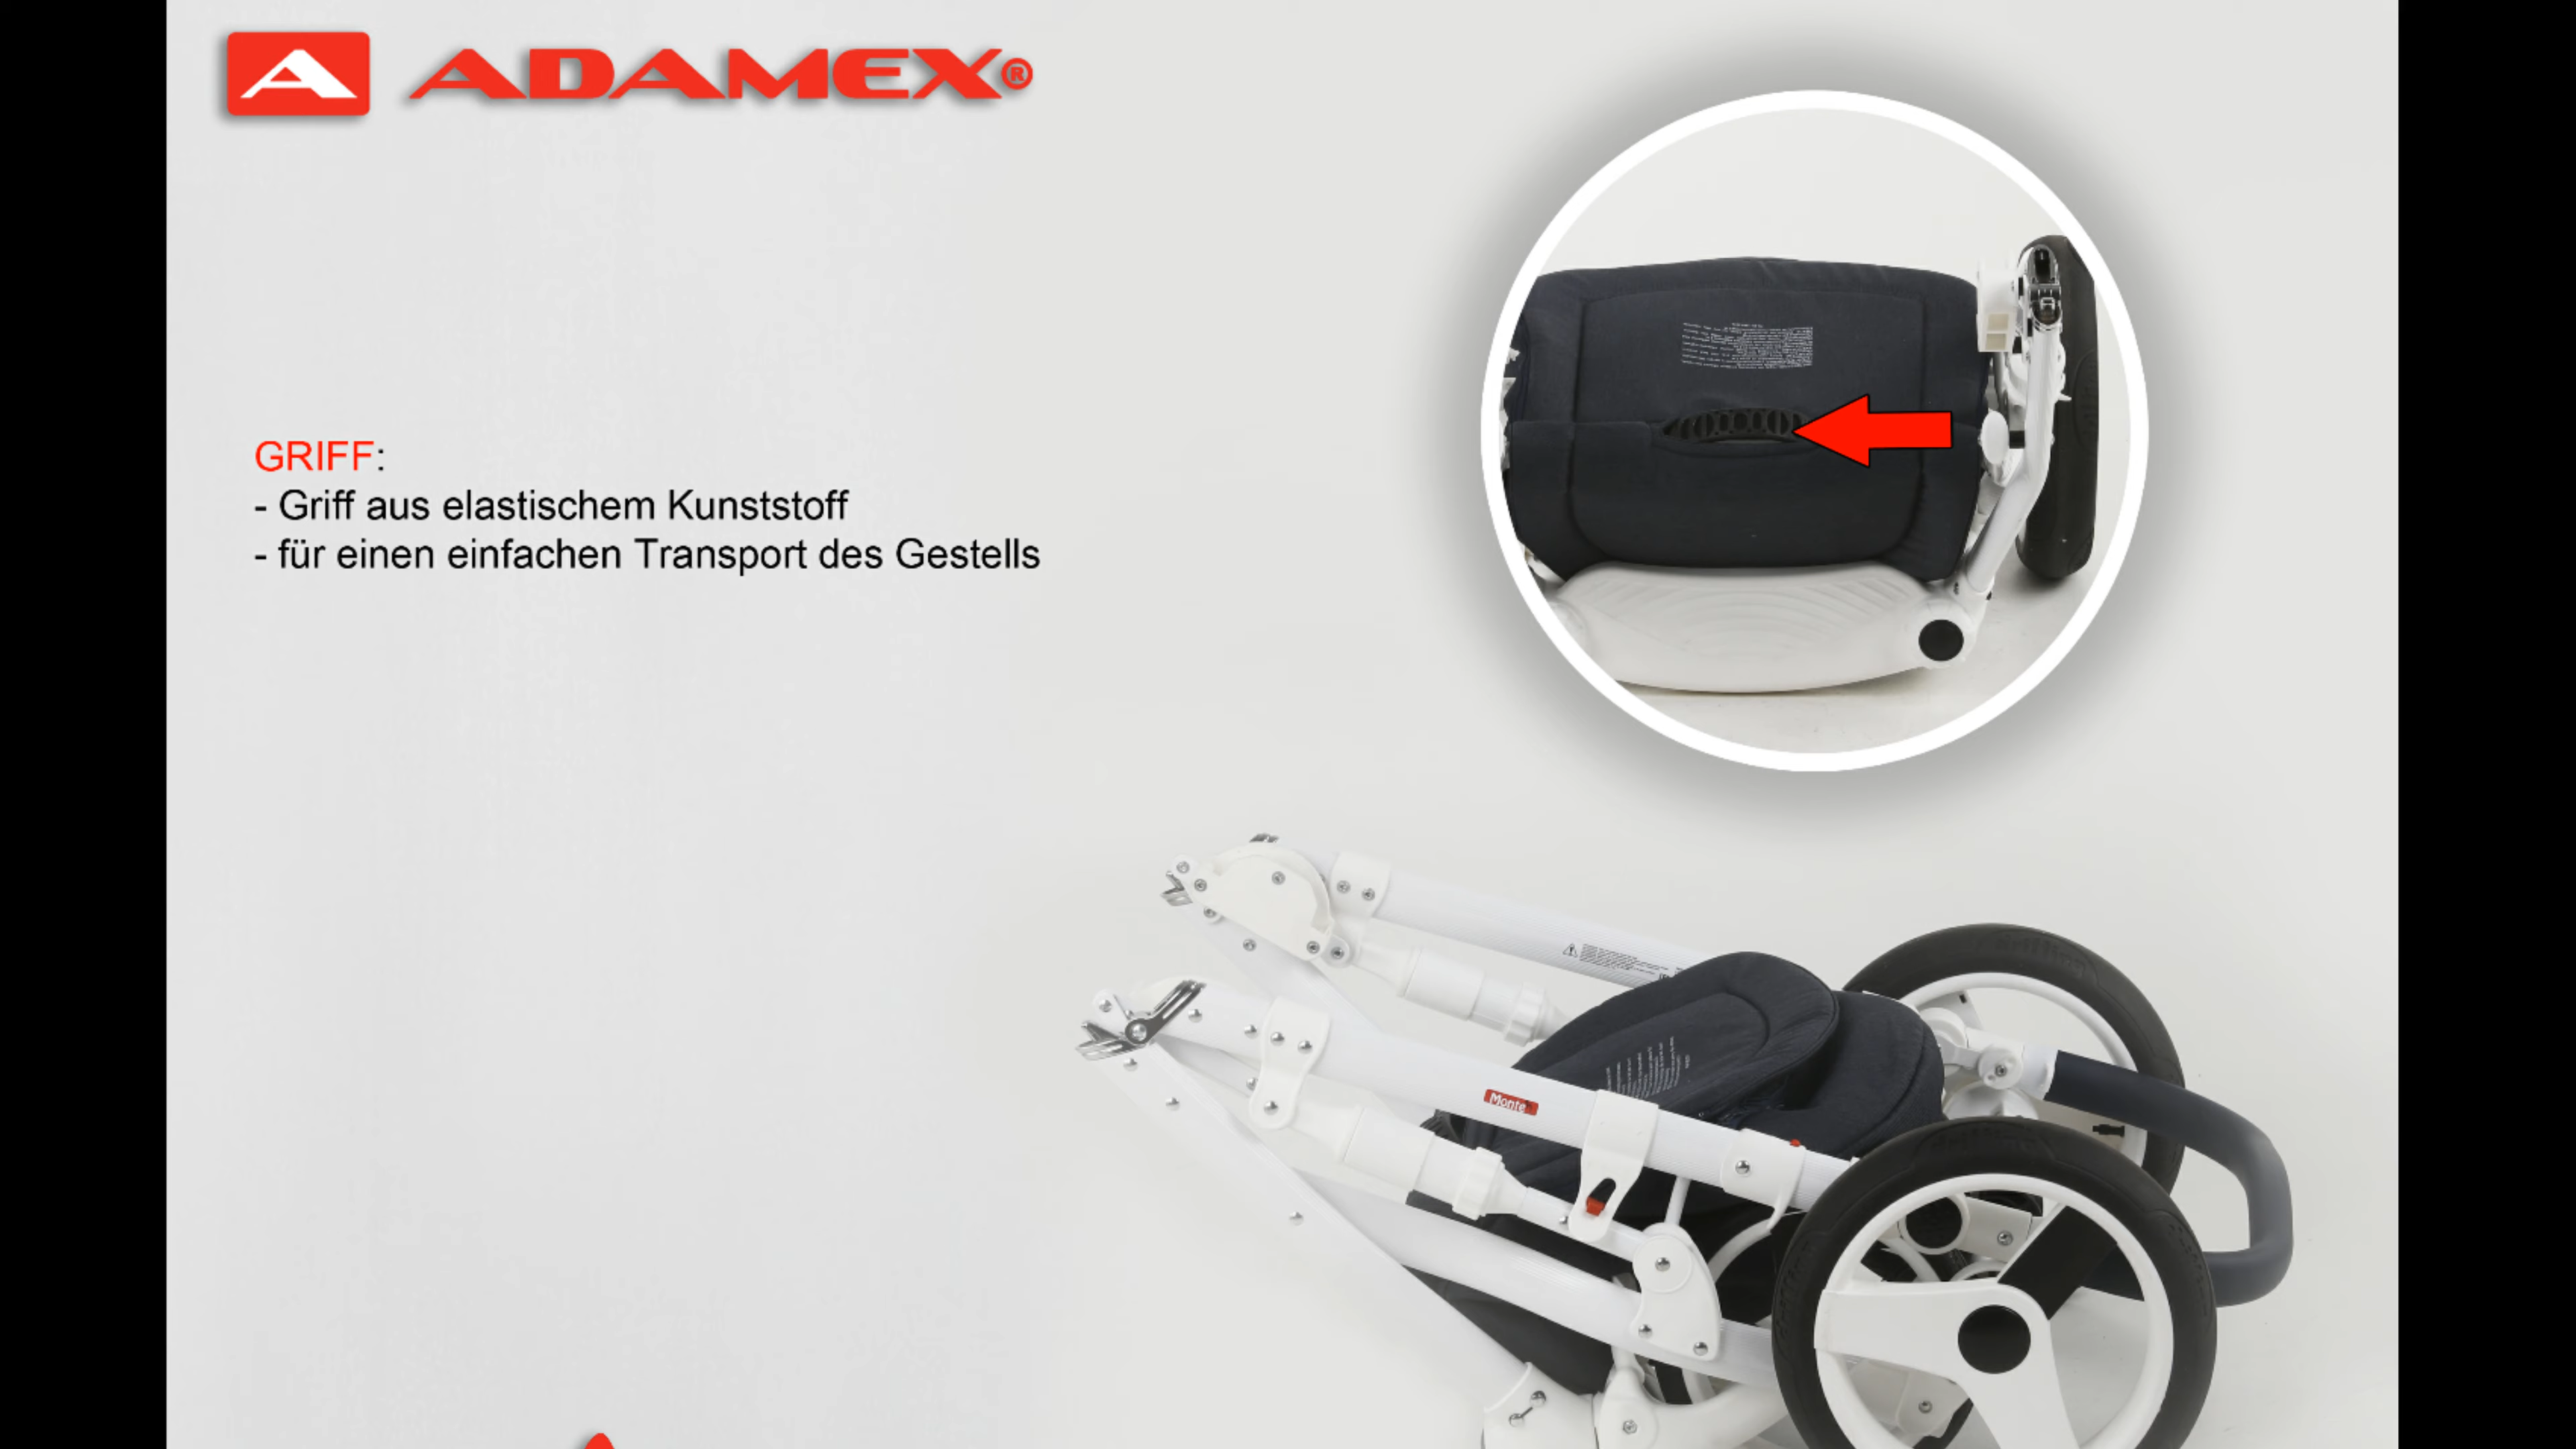 A ADAMEX®
GRIFF:
- Griff aus elastischem Kunststoff
- für einen einfachen Transport des Gestells
Monte